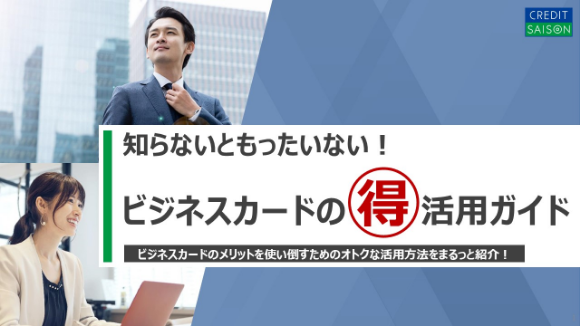 CREDIT
SAISON
知らないともったいない！
ビジネスカードの得活用ガイド
ビジネスカードのメリットを使い倒すためのオトクな活用方法をまるっと紹介！